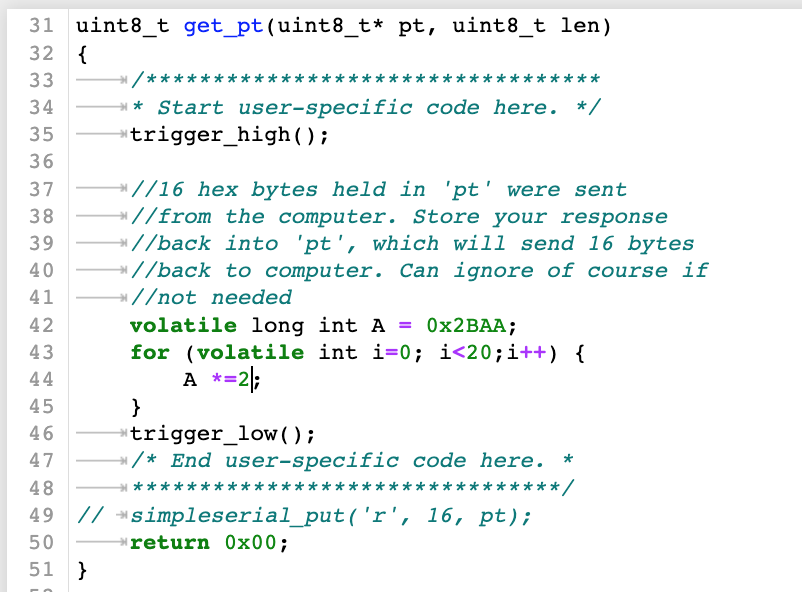 31 uint8_t get_pt(uint8_t* pt, uint8_t len)
32 {
33 /**********************************
34 * Start user-specific code here. */
35 trigger_high();
36
37 //16 hex bytes held in 'pt' were sent
38 //from the computer. Store your response
39 //back into 'pt', which will send 16 bytes
40 //back to computer. Can ignore of course if
41 //not needed
42 volatile long int A = 0x2BAA;
43 for (volatile int i=0; i<20;i++) {
44 A *=2;
45 }
46 trigger_low();
47 /* End user-specific code here. *
48 ********************************/
49 // simpleserial_put('r', 16, pt);
50 return 0x00;
51 }